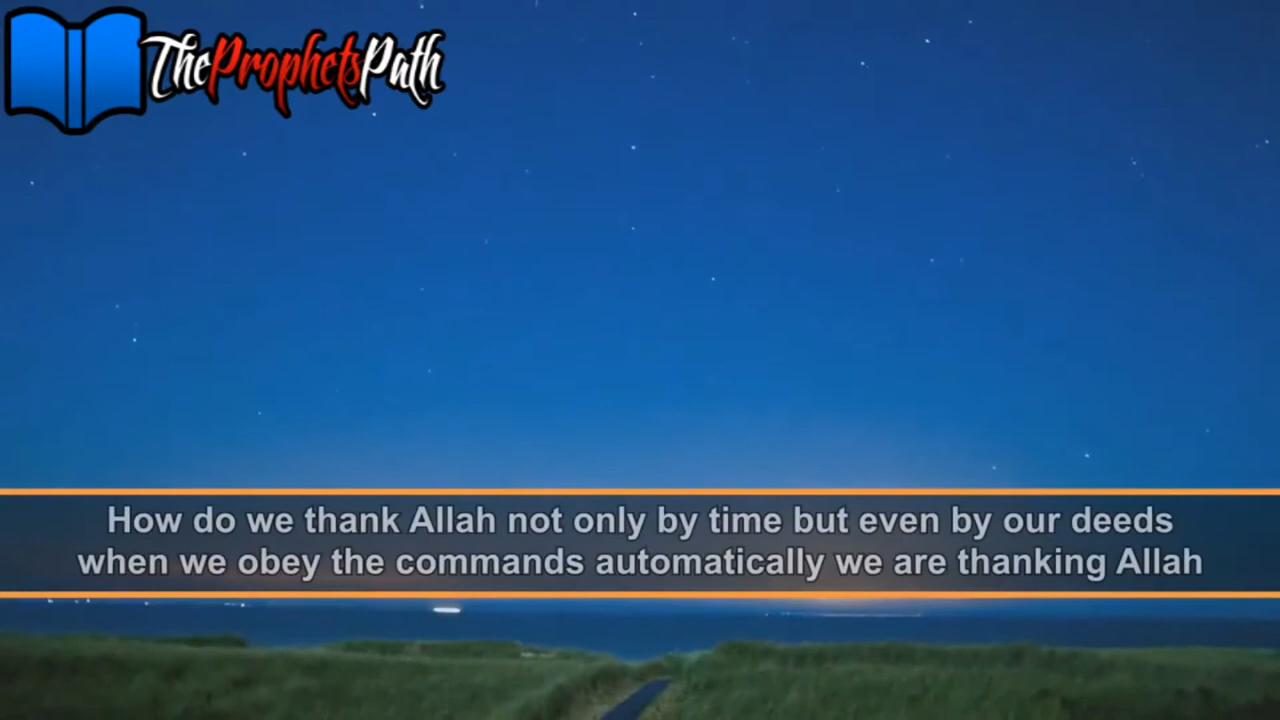 TheProphetsPath
How do we thank Allah not only by time but even by our deeds
when we obey the commands automatically we are thanking Allah